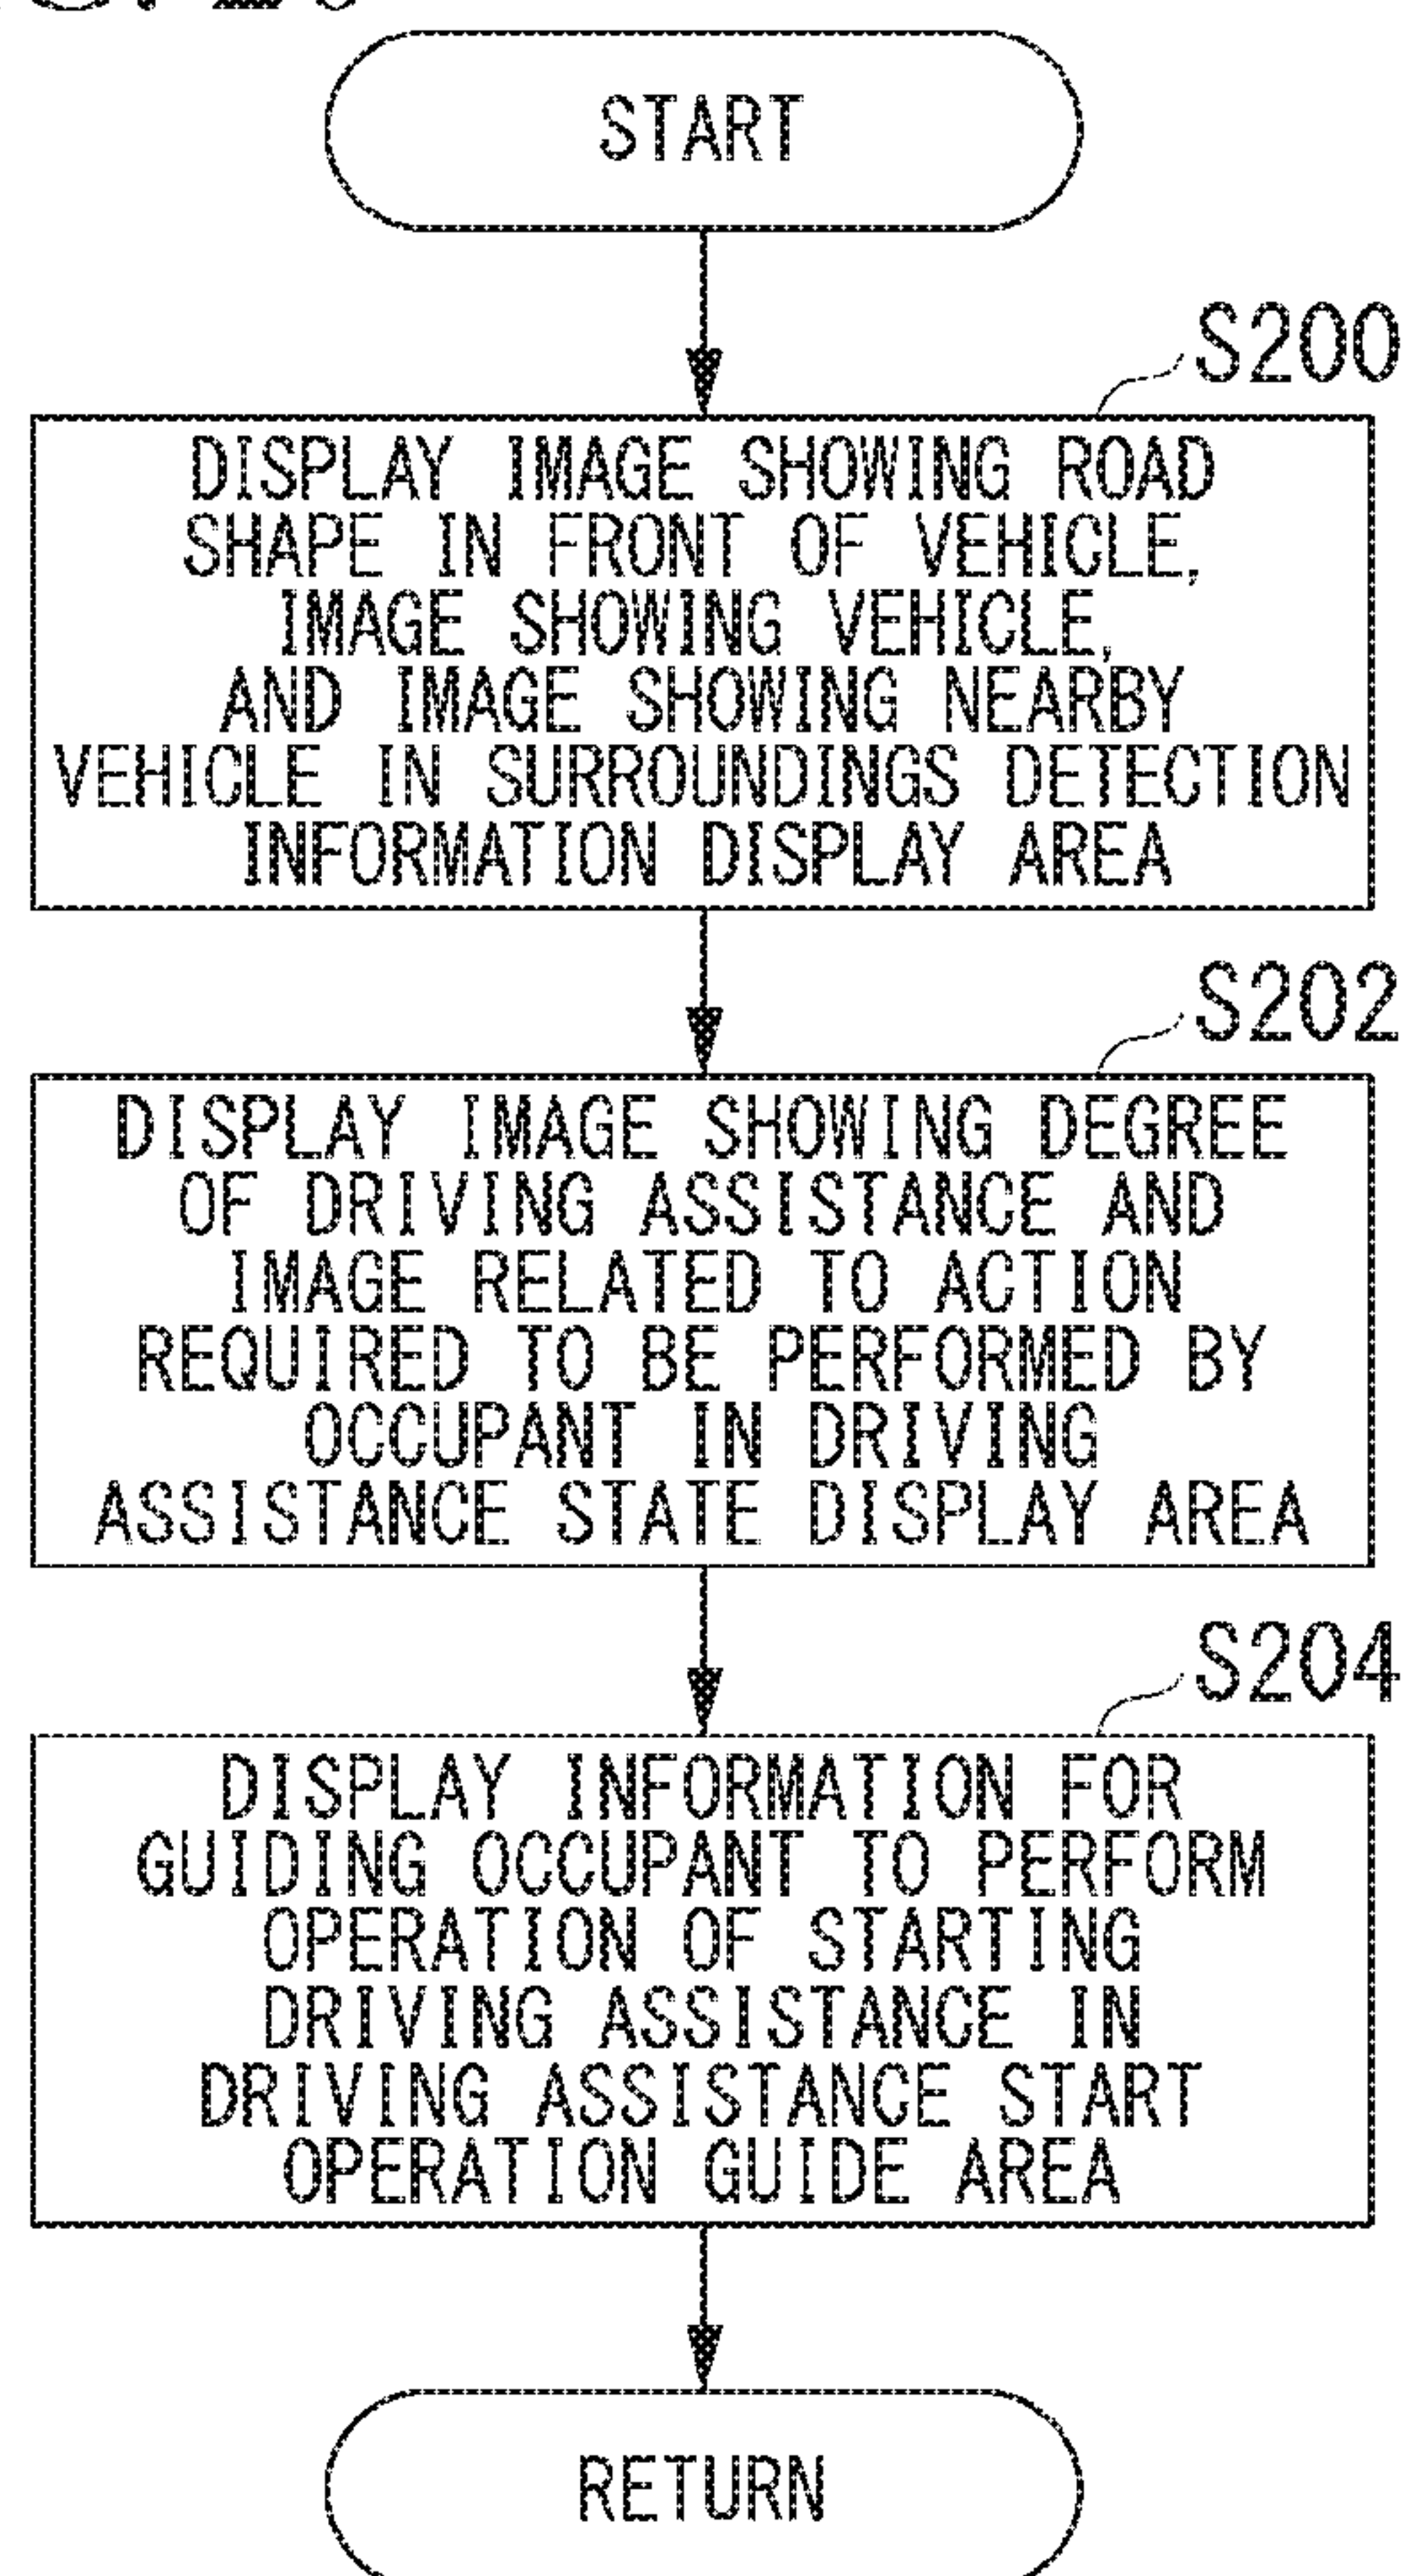 START
S200
DISPLAY IMAGE SHOWING ROAD
SHAPE IN FRONT OF VEHICLE,
IMAGE SHOWING VEHICLE,
AND IMAGE SHOWING NEARBY
VEHICLE IN SURROUNDINGS DETECTION
INFORMATION DISPLAY AREA
S202
DISPLAY IMAGE SHOWING DEGREE
OF DRIVING ASSISTANCE AND
IMAGE RELATED TO ACTION
REQUIRED TO BE PERFORMED BY
OCCUPANT IN DRIVING
ASSISTANCE STATE DISPLAY AREA
S204
DISPLAY INFORMATION FOR
GUIDING OCCUPANT TO PERFORM
OPERATION OF STARTING
DRIVING ASSISTANCE IN
DRIVING ASSISTANCE START
OPERATION GUIDE AREA
RETURN